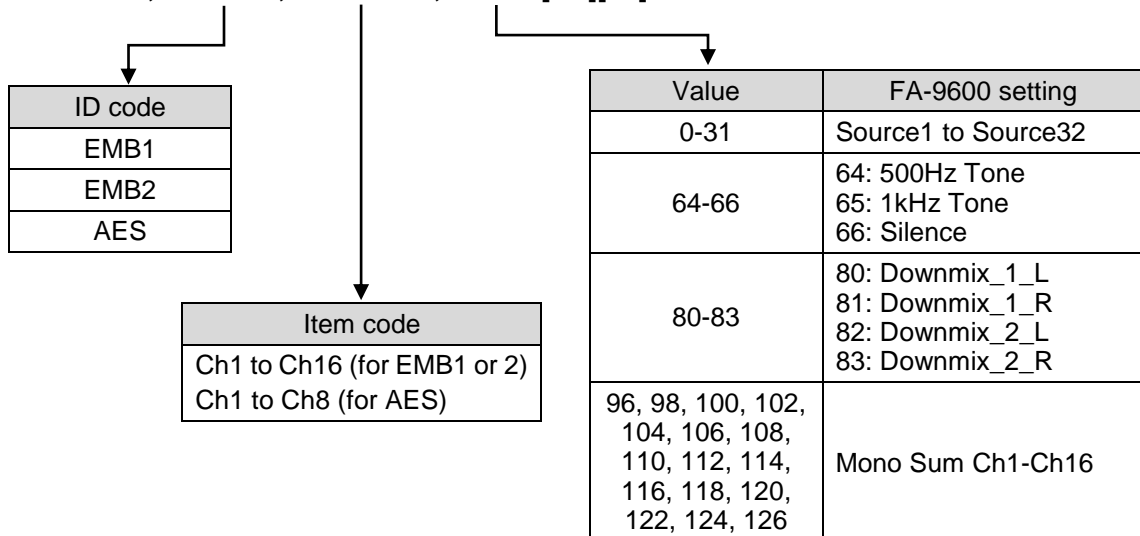 ID code
EMB1
EMB2
AES
Item code
Ch1 to Ch16 (for EMB1 or 2)
Ch1 to Ch8 (for AES)
Value
FA-9600 setting
0-31
Source1 to Source32
64-66
64: 500Hz Tone
65: 1kHz Tone
66: Silence
80-83
80: Downmix_1_L
81: Downmix_1_R
82: Downmix_2_L
83: Downmix_2_R
96, 98, 100, 102,
104, 106, 108,
110, 112, 114,
116, 118, 120,
122, 124, 126
Mono Sum Ch1-Ch16